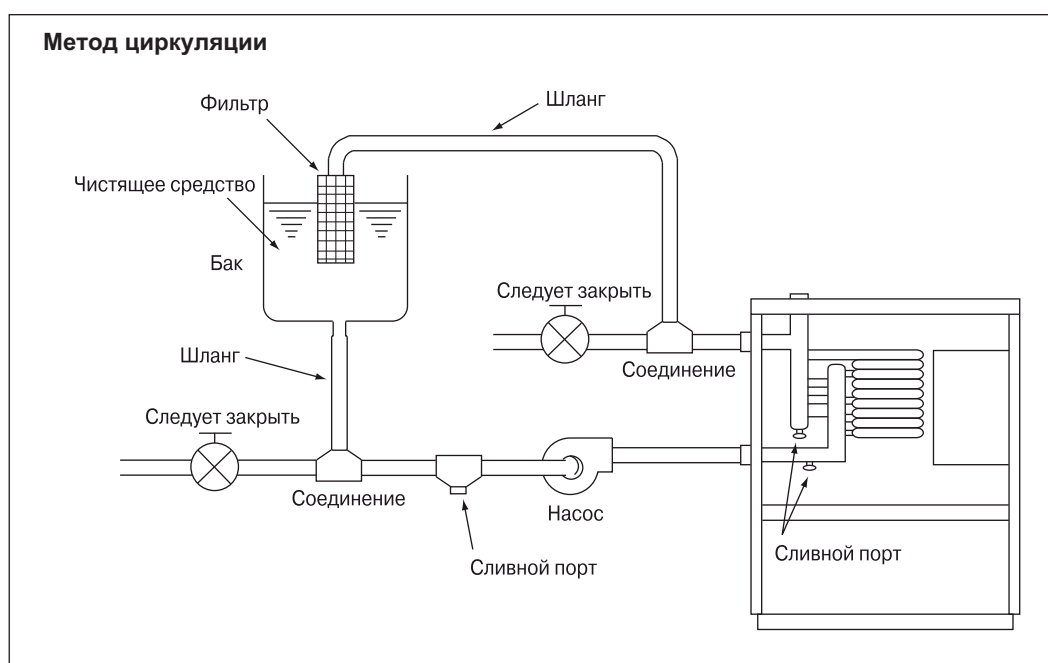 Метод циркуляции
Шланг
Фильтр
Чистящее средство
Бак
Следует закрыть
Шланг
Соединение
Следует закрыть
Соединение
Насос
Сливной порт
Сливной порт